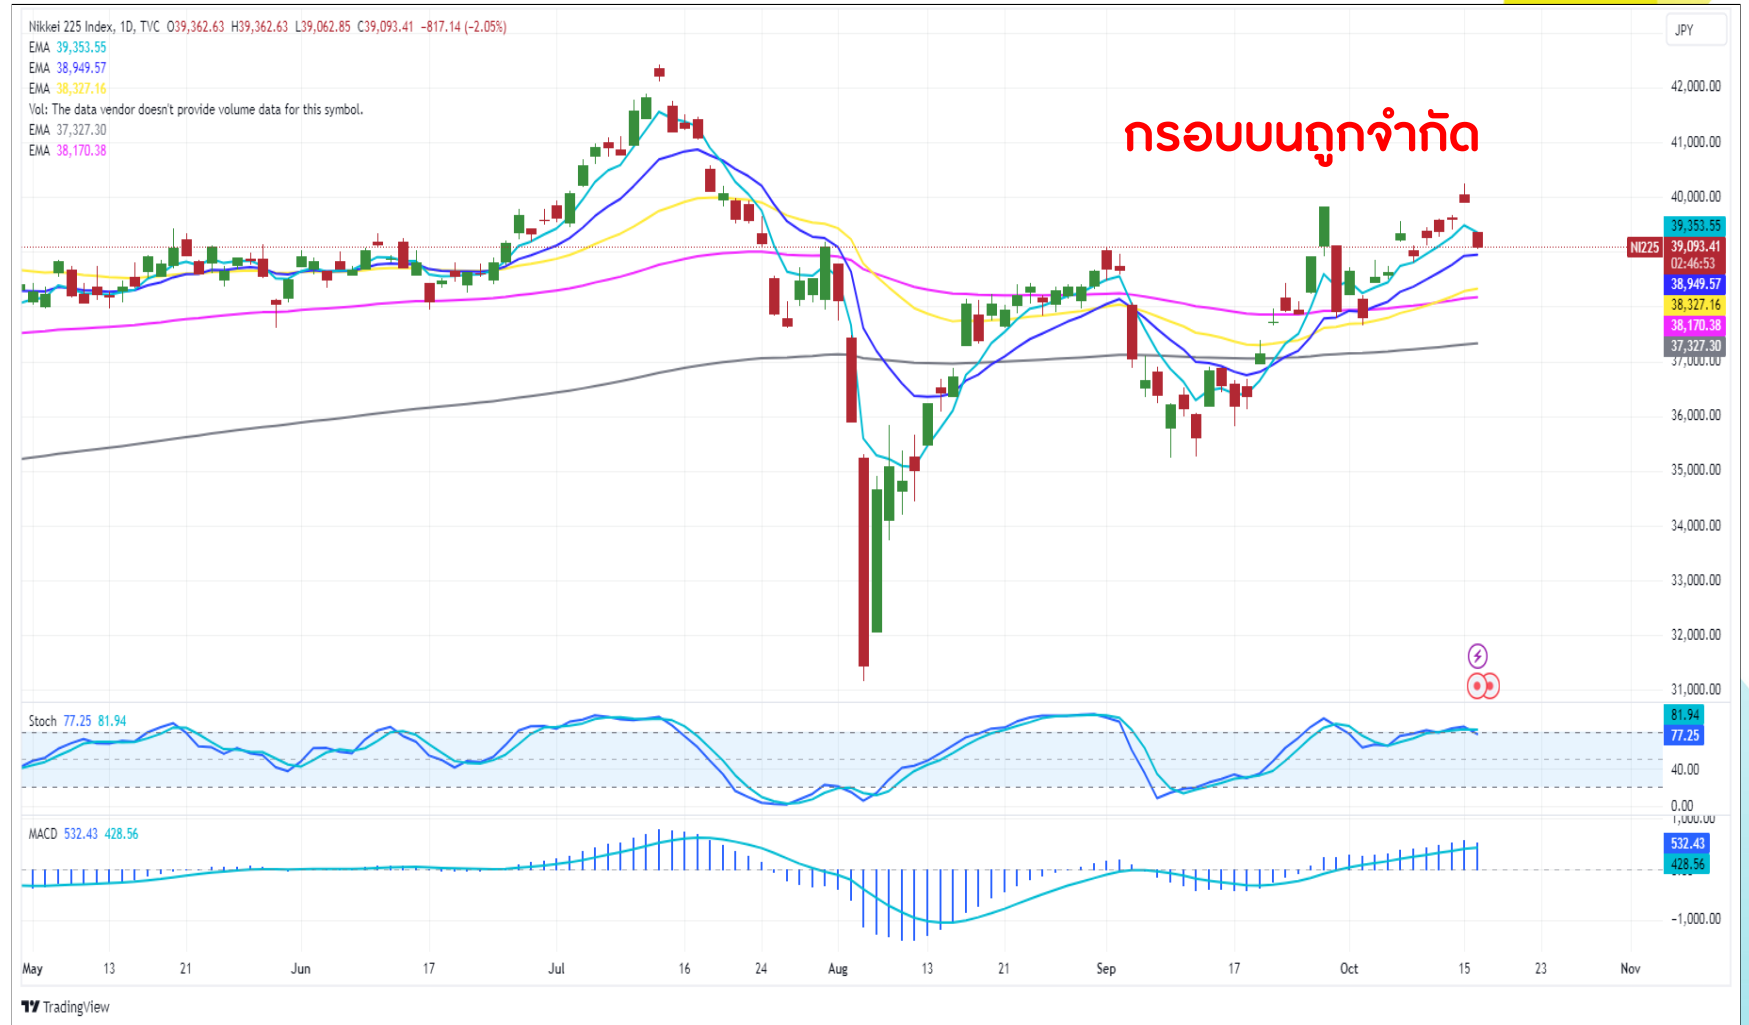 Nikkei 225 Index, 1D, TVC O39,362.63 H39,362.63 L39,062.85 C39,093.41 −817.14 (−2.05%)
JPY
EMA 39,353.55
EMA 38,949.57
EMA 38,327.16
Vol: The data vendor doesn't provide volume data for this symbol.
EMA 37,327.30
EMA 38,170.38
กรอบบนถูกจำกัด
42,000.00
41,000.00
40,000.00
39,353.55
NI225 39,093.41
02:46:53
38,949.57
38,327.16
38,170.38
37,327.30
37,000.00
36,000.00
35,000.00
34,000.00
33,000.00
32,000.00
31,000.00
Stoch 77.25 81.94
81.94
77.25
40.00
0.00
1,000.00
MACD 532.43 428.56
532.43
428.56
−1,000.00
May 13 21 Jun 17 Jul 16 24 Aug 13 21 Sep 17 Oct 15 23 Nov
TradingView